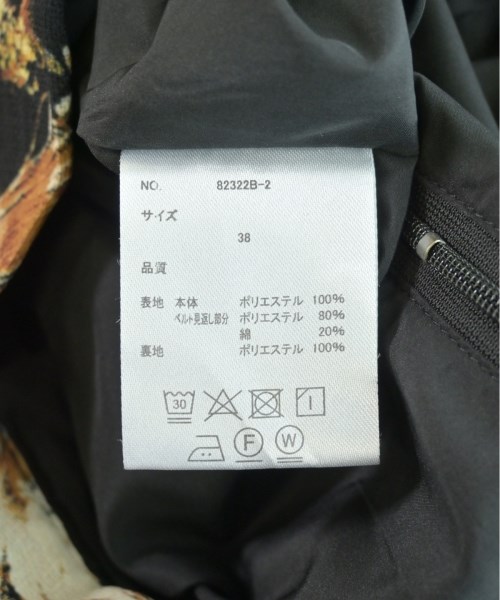 NO. 82322B-2
サイズ
38
品質
表地 本体 ポリエステル 100%
ベルト見返し部分 ポリエステル 80%
綿 20%
裏地 ポリエステル 100%
30
F W